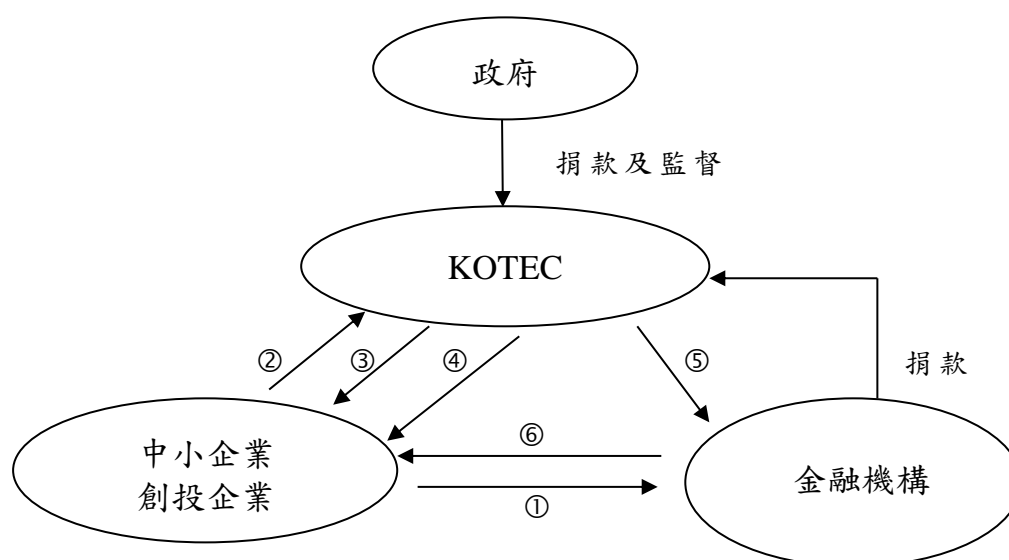 政府
捐款及監督
KOTEC
②
③
④
⑤
捐款
⑥
中小企業
創投企業
金融機構
①